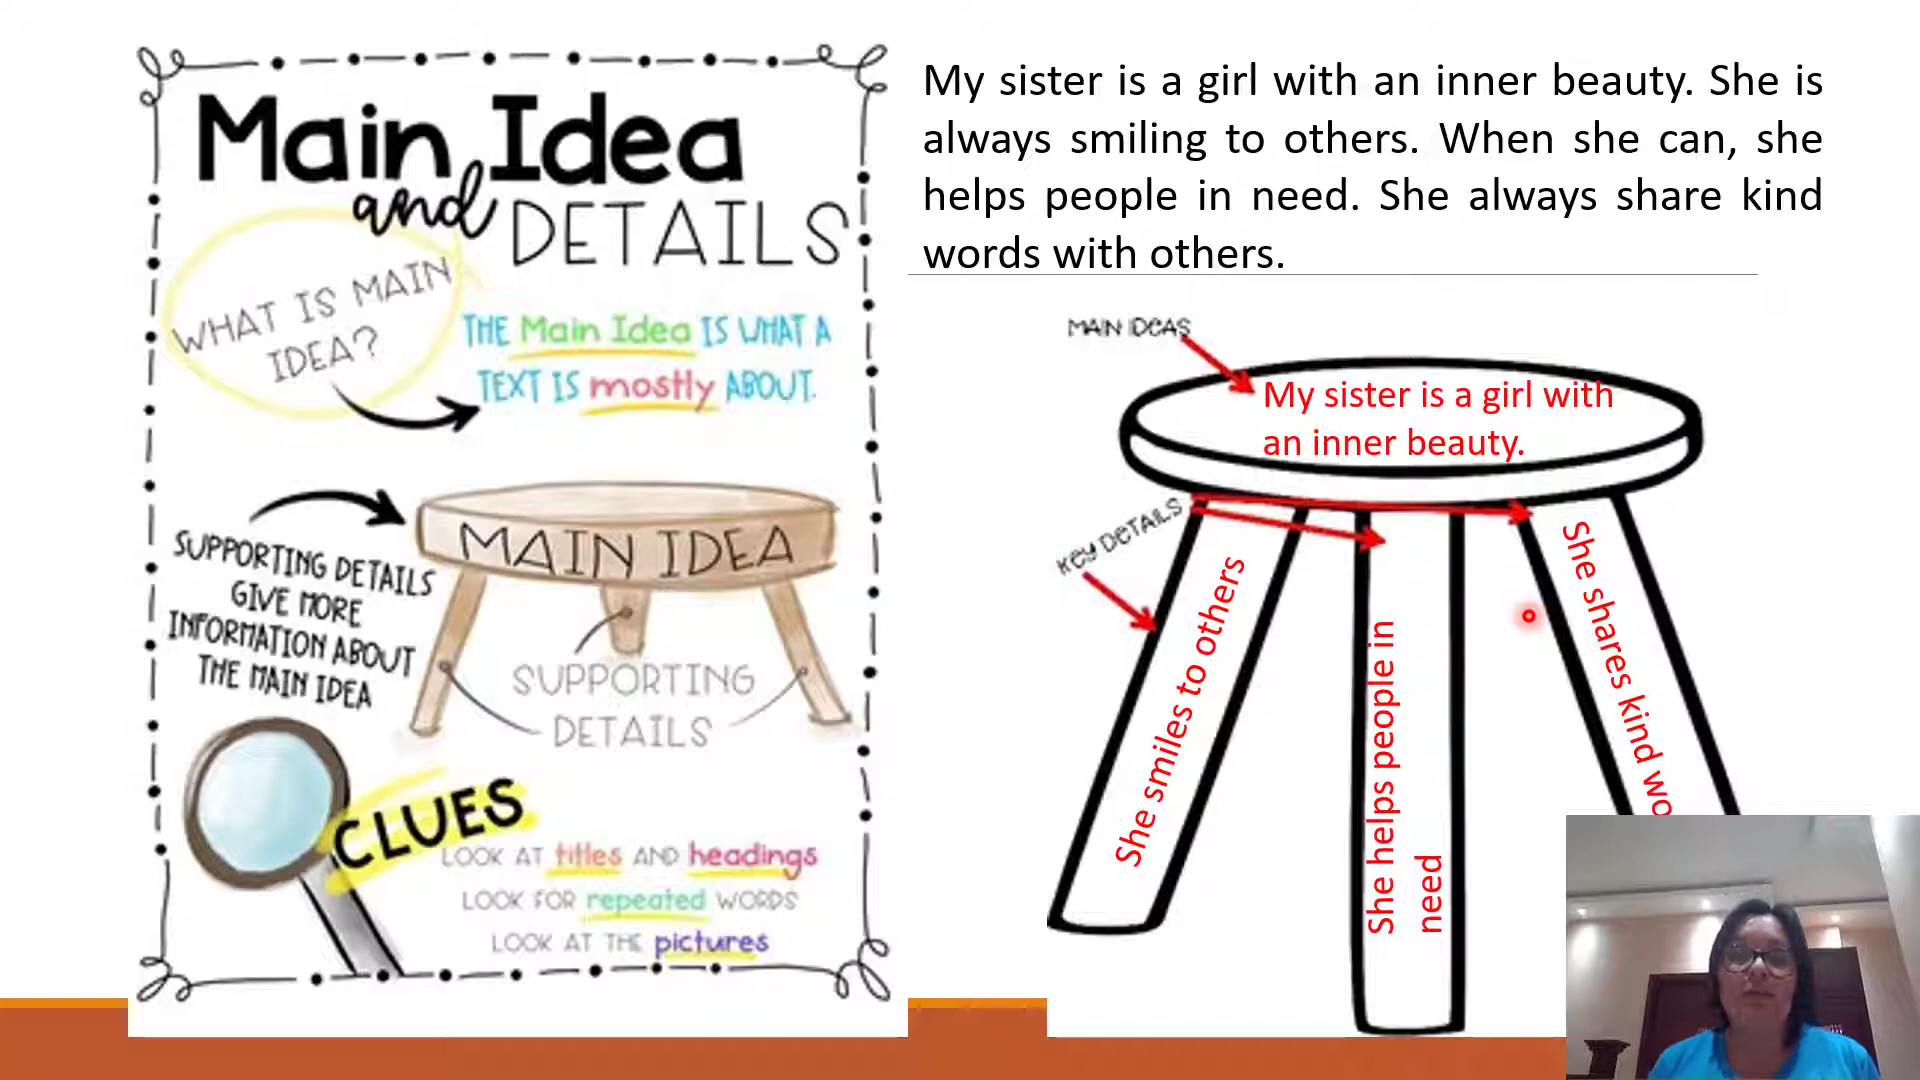 Main Idea
and DETAILS
WHAT IS MAIN
IDEA?
THE Main Idea IS WHAT A
TEXT IS mostly ABOUT.
SUPPORTING DETAILS
GIVE MORE
INFORMATION ABOUT
THE MAIN IDEA
MAIN IDEA
SUPPORTING
DETAILS
CLUES
LOOK AT titles AND headings
LOOK FOR repeated WORDS
LOOK AT THE pictures
My sister is a girl with an inner beauty. She is
always smiling to others. When she can, she
helps people in need. She always share kind
words with others.
MAIN IDEAS
My sister is a girl with
an inner beauty.
KEY DETAILS
She smiles to others
She helps people in
need
She shares kind